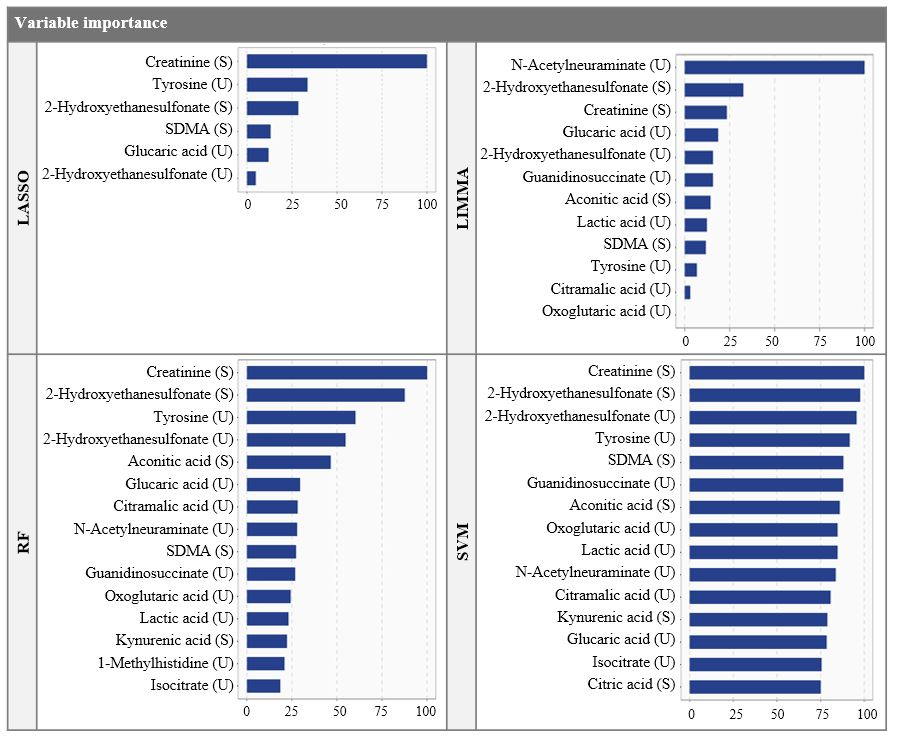 Variable importance
LASSO
Creatinine (S)
Tyrosine (U)
2-Hydroxyethanesulfonate (S)
SDMA (S)
Glucaric acid (U)
2-Hydroxyethanesulfonate (U)
0 25 50 75 100
LIMMA
N-Acetylneuraminate (U)
2-Hydroxyethanesulfonate (S)
Creatinine (S)
Glucaric acid (U)
2-Hydroxyethanesulfonate (U)
Guanidinosuccinate (U)
Aconitic acid (S)
Lactic acid (U)
SDMA (S)
Tyrosine (U)
Citramalic acid (U)
Oxoglutaric acid (U)
0 25 50 75 100
RF
Creatinine (S)
2-Hydroxyethanesulfonate (S)
Tyrosine (U)
2-Hydroxyethanesulfonate (U)
Aconitic acid (S)
Glucaric acid (U)
Citramalic acid (U)
N-Acetylneuraminate (U)
SDMA (S)
Guanidinosuccinate (U)
Oxoglutaric acid (U)
Lactic acid (U)
Kynurenic acid (S)
1-Methylhistidine (U)
Isocitrate (U)
0 25 50 75 100
SVM
Creatinine (S)
2-Hydroxyethanesulfonate (S)
2-Hydroxyethanesulfonate (U)
Tyrosine (U)
SDMA (S)
Guanidinosuccinate (U)
Aconitic acid (S)
Oxoglutaric acid (U)
Lactic acid (U)
N-Acetylneuraminate (U)
Citramalic acid (U)
Kynurenic acid (S)
Glucaric acid (U)
Isocitrate (U)
Citric acid (S)
0 25 50 75 100